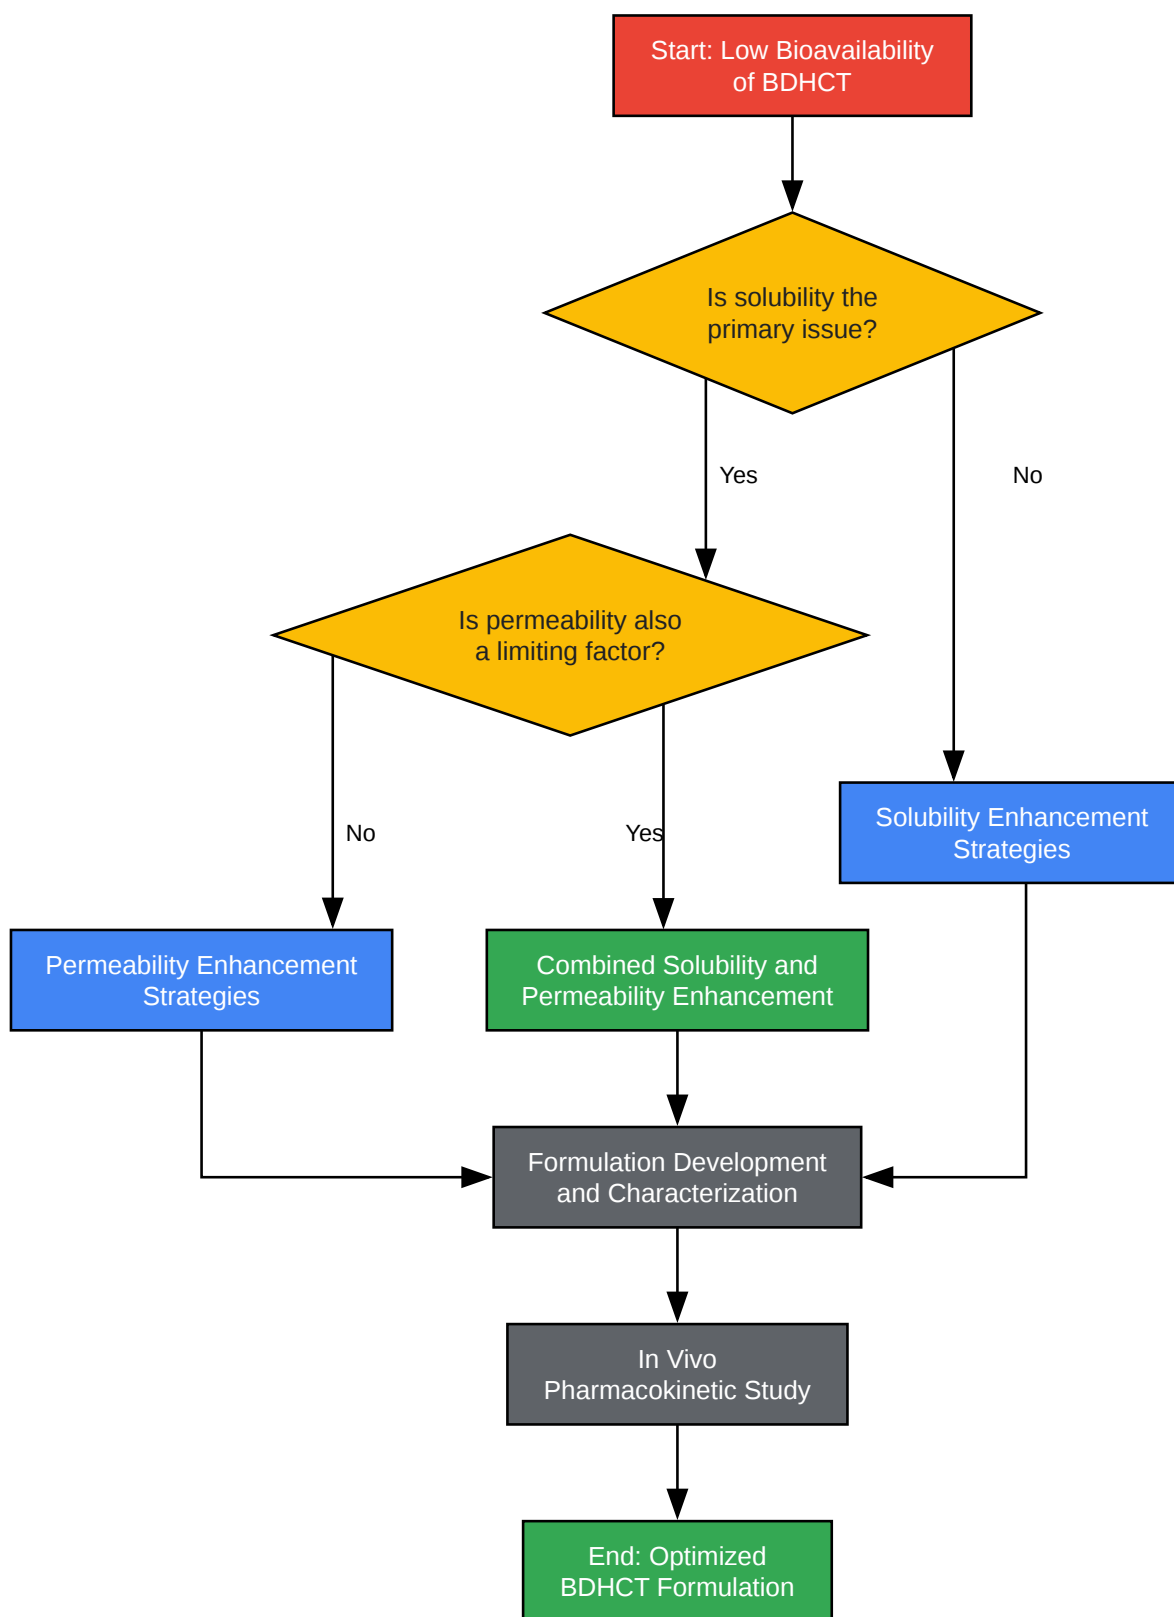 Start: Low Bioavailability
of BDHCT
Is solubility the
primary issue?
Yes
No
Is permeability also
a limiting factor?
Solubility Enhancement
Strategies
No
Yes
Permeability Enhancement
Strategies
Combined Solubility and
Permeability Enhancement
Formulation Development
and Characterization
In Vivo
Pharmacokinetic Study
End: Optimized
BDHCT Formulation